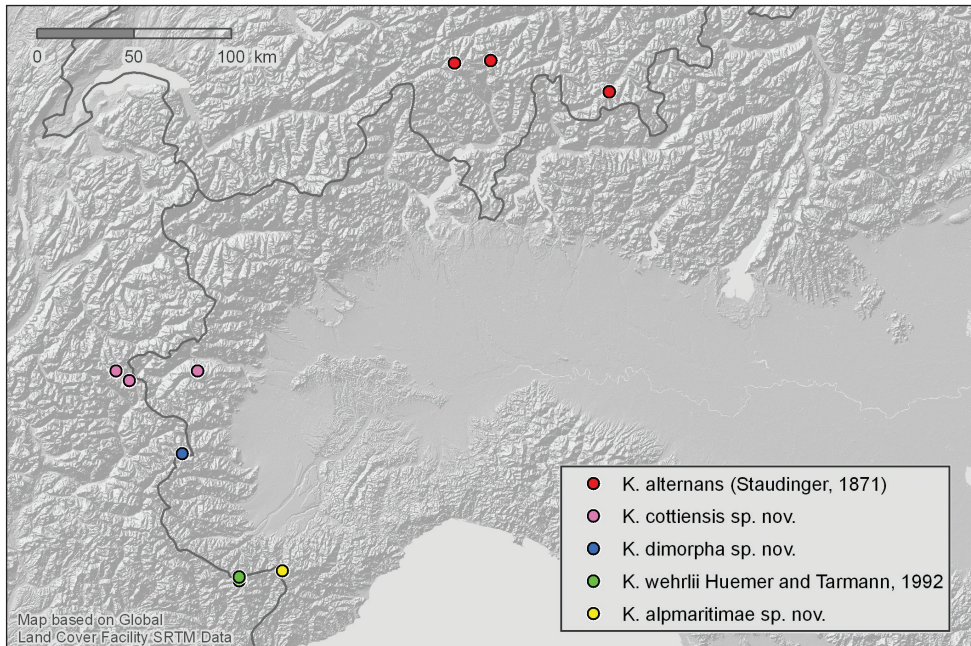 0 50 100 km
K. alternans (Staudinger, 1871)
K. cottiensis sp. nov.
K. dimorpha sp. nov.
K. wehrlii Huemer and Tarmann, 1992
K. alpmaritimae sp. nov.
Map based on Global
Land Cover Facility SRTM Data